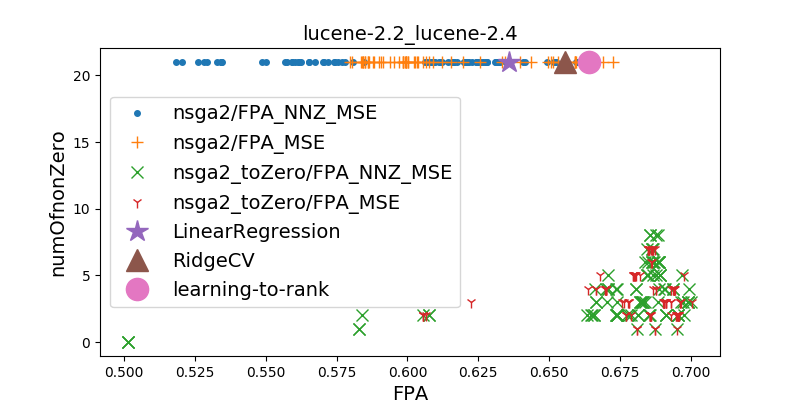 lucene-2.2_lucene-2.4
numOfnonZero
20
15
10
5
0
nsga2/FPA_NNZ_MSE
nsga2/FPA_MSE
nsga2_toZero/FPA_NNZ_MSE
nsga2_toZero/FPA_MSE
LinearRegression
RidgeCV
learning-to-rank
0.500 0.525 0.550 0.575 0.600 0.625 0.650 0.675 0.700
FPA